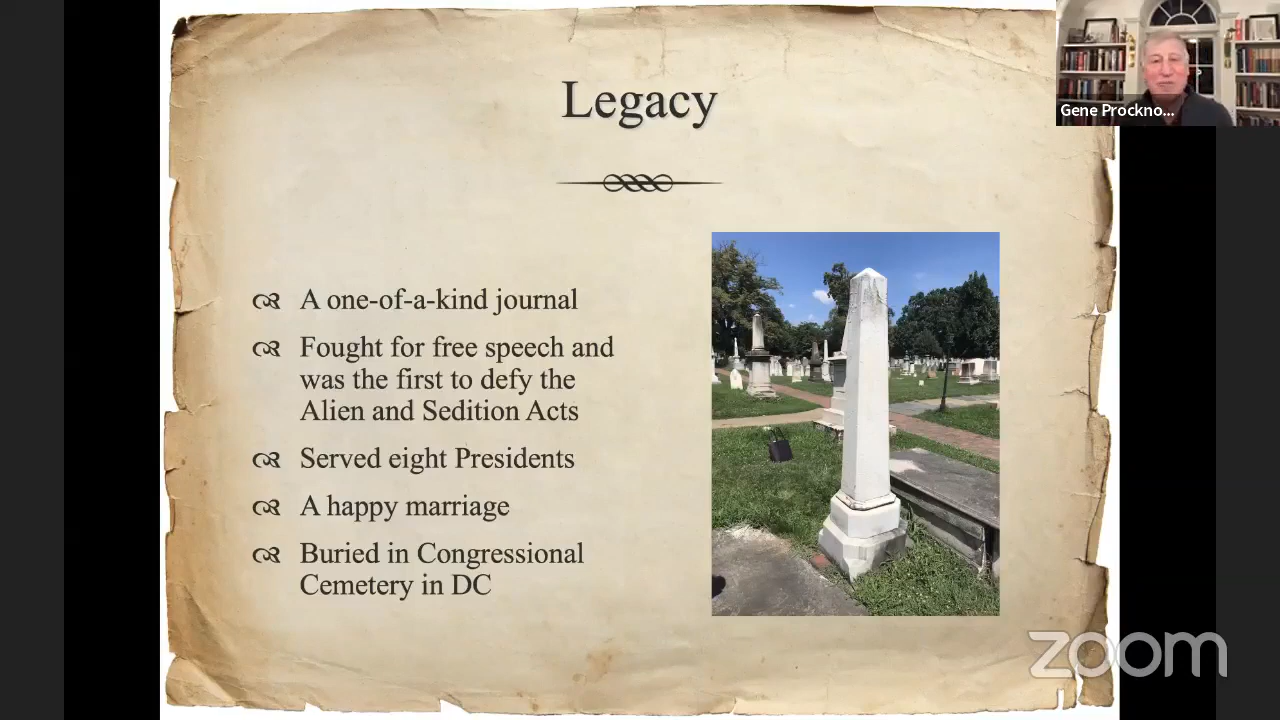 Legacy
A one-of-a-kind journal
Fought for free speech and
was the first to defy the
Alien and Sedition Acts
Served eight Presidents
A happy marriage
Buried in Congressional
Cemetery in DC
Gene Prockno...
zoom